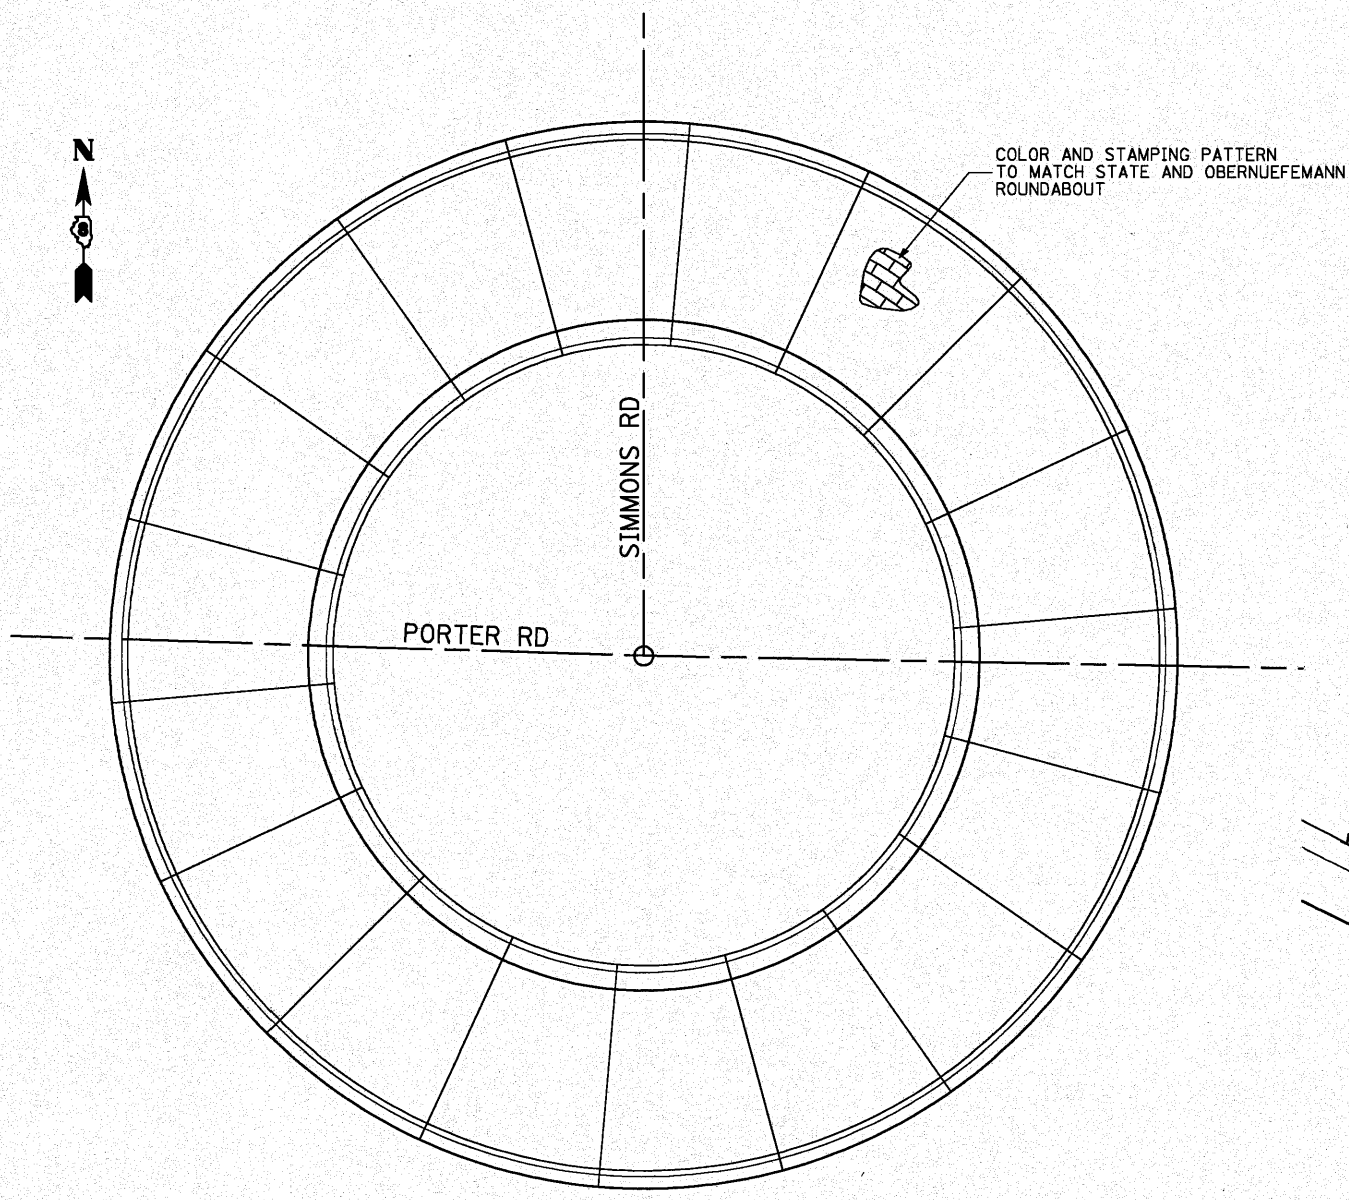 N
COLOR AND STAMPING PATTERN
TO MATCH STATE AND OBERNUEFEMANN
ROUNDABOUT
SIMMONS RD
PORTER RD